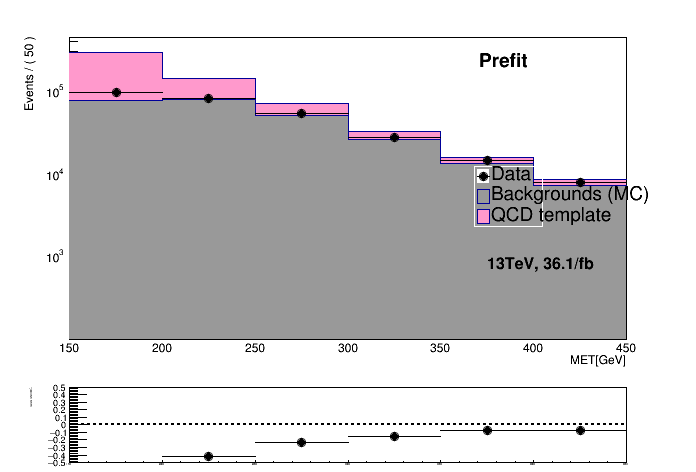 Prefit
Events / ( 50 )
10^5
10^4
10^3
Data
Backgrounds (MC)
QCD template
13TeV, 36.1/fb
150 200 250 300 350 400 450
MET[GeV]
0.5
0.4
0.3
0.2
0.1
0
−0.1
−0.2
−0.3
−0.4
−0.5